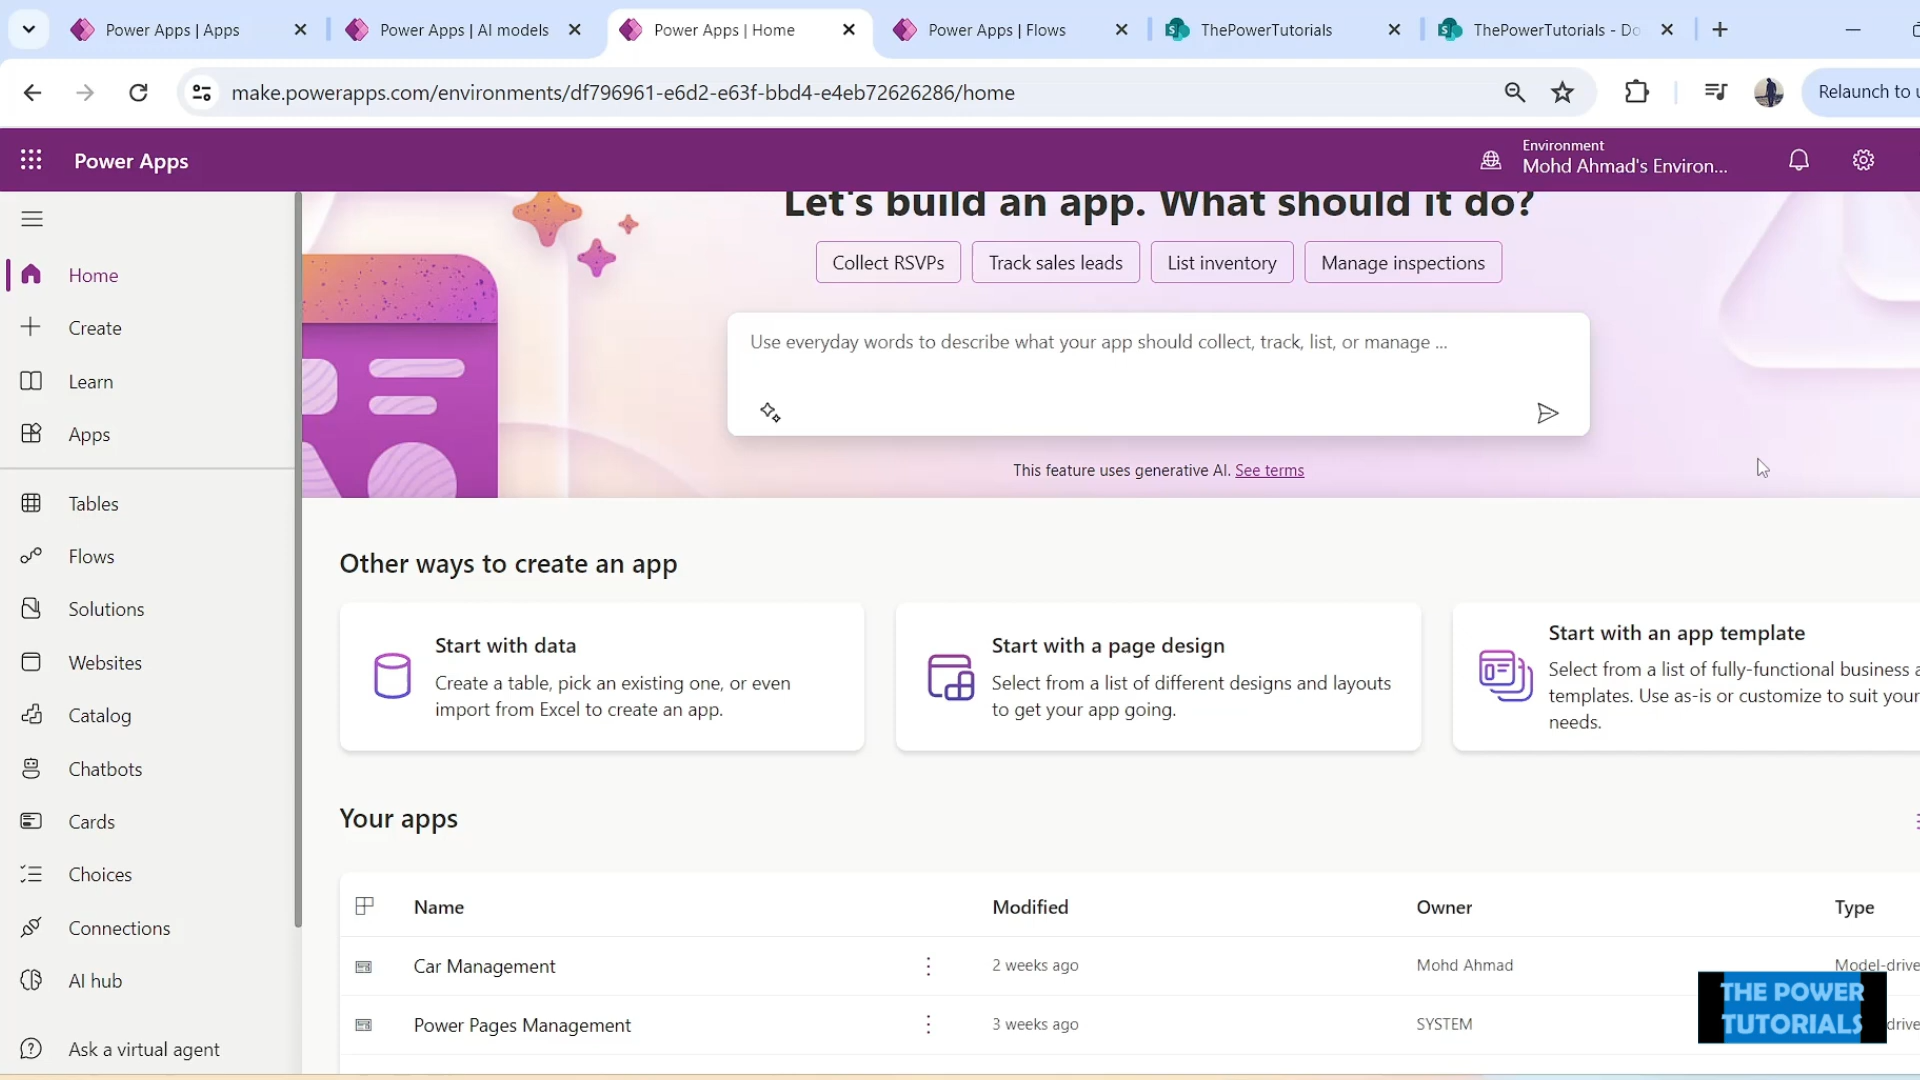 Power Apps | Apps
Power Apps | AI models
Power Apps | Home
Power Apps | Flows
ThePowerTutorials
ThePowerTutorials - Do
make.powerapps.com/environments/df796961-e6d2-e63f-bbd4-e4eb72626286/home
Relaunch to u
Power Apps
Environment
Mohd Ahmad's Environ...
Home
Create
Learn
Apps
Tables
Flows
Solutions
Websites
Catalog
Chatbots
Cards
Choices
Connections
AI hub
Ask a virtual agent
Let's build an app. What should it do?
Collect RSVPs
Track sales leads
List inventory
Manage inspections
Use everyday words to describe what your app should collect, track, list, or manage ...
This feature uses generative AI. See terms
Other ways to create an app
Start with data
Create a table, pick an existing one, or even
import from Excel to create an app.
Start with a page design
Select from a list of different designs and layouts
to get your app going.
Start with an app template
Select from a list of fully-functional business a
templates. Use as-is or customize to suit your
needs.
Your apps
Name Modified Owner Type
Car Management 2 weeks ago Mohd Ahmad Model-drive
Power Pages Management 3 weeks ago SYSTEM drive
THE POWER
TUTORIALS